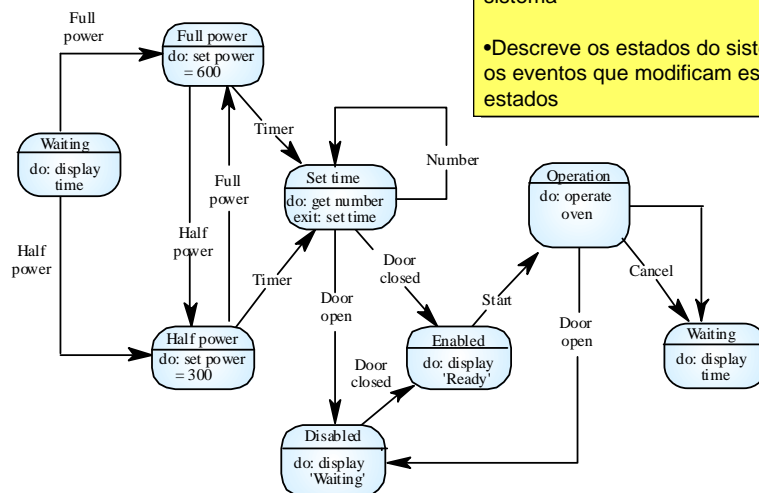 sistema
•Descreve os estados do
os eventos que modificam
estados
Full
power
Full power
do: set power
= 600
Waiting
do: display
time
Timer
Full
power
Half
power
Half
power
Timer
Half power
do: set power
= 300
Set time
do: get number
exit: set time
Number
Door
open
Door
closed
Door
closed
Enabled
do: display
'Ready'
Disabled
do: display
'Waiting'
Start
Operation
do: operate
oven
Cancel
Door
open
Waiting
do: display
time